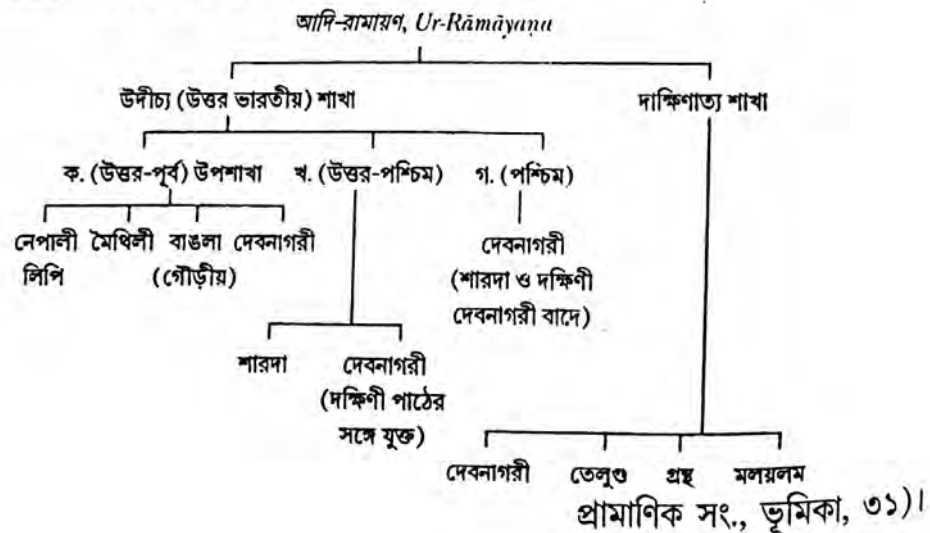 আদি-রামায়ণ, Ur-Rāmāyaṇa
উদীচ্য (উত্তর ভারতীয়) শাখা
দাক্ষিণাত্য শাখা
ক. (উত্তর-পূর্ব) উপশাখা খ. (উত্তর-পশ্চিম) গ. (পশ্চিম)
নেপালী মৈথিলী বাঙলা দেবনাগরী
লিপি (গৌড়ীয়)
দেবনাগরী
(শারদা ও দক্ষিণী
দেবনাগরী বাদে)
শারদা দেবনাগরী
(দক্ষিণী পাঠের
সঙ্গে যুক্ত)
দেবনাগরী তেলুগু গ্রন্থ মলয়লম
প্রামাণিক সং., ভূমিকা, ৩১)।